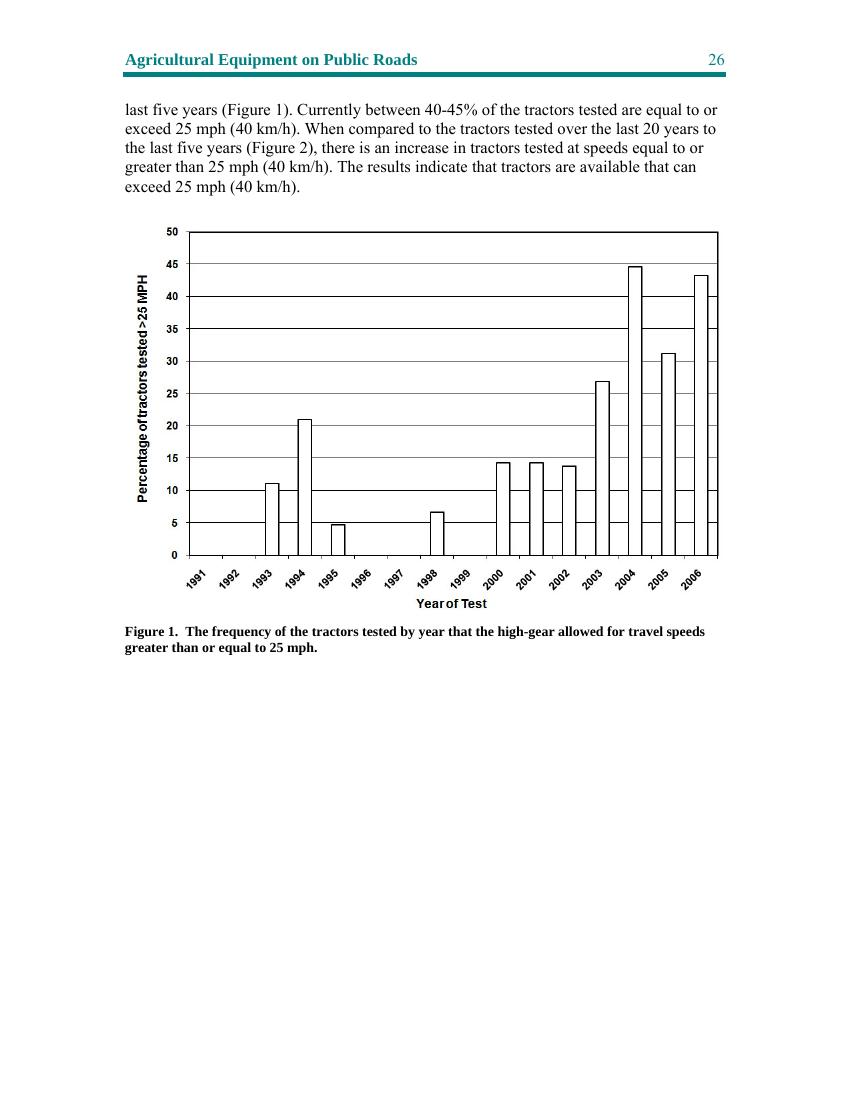 Agricultural Equipment on Public Roads 26
last five years (Figure 1). Currently between 40-45% of the tractors tested are equal to or
exceed 25 mph (40 km/h). When compared to the tractors tested over the last 20 years to
the last five years (Figure 2), there is an increase in tractors tested at speeds equal to or
greater than 25 mph (40 km/h). The results indicate that tractors are available that can
exceed 25 mph (40 km/h).
Percentage of tractors tested >25 MPH
50
45
40
35
30
25
20
15
10
5
0
1991 1992 1993 1994 1995 1996 1997 1998 1999 2000 2001 2002 2003 2004 2005 2006
Year of Test
Figure 1. The frequency of the tractors tested by year that the high-gear allowed for travel speeds
greater than or equal to 25 mph.